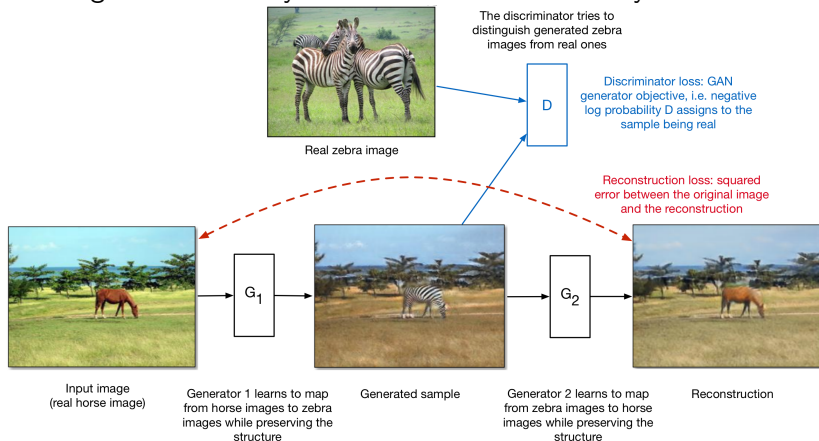 The discriminator tries to
distinguish generated zebra
images from real ones
D
Discriminator loss: GAN
generator objective, i.e. negative
log probability D assigns to the
sample being real
Real zebra image
Reconstruction loss: squared
error between the original image
and the reconstruction
G1
G2
Input image
(real horse image)
Generator 1 learns to map
from horse images to zebra
images while preserving the
structure
Generated sample
Generator 2 learns to map
from zebra images to horse
images while preserving the
structure
Reconstruction